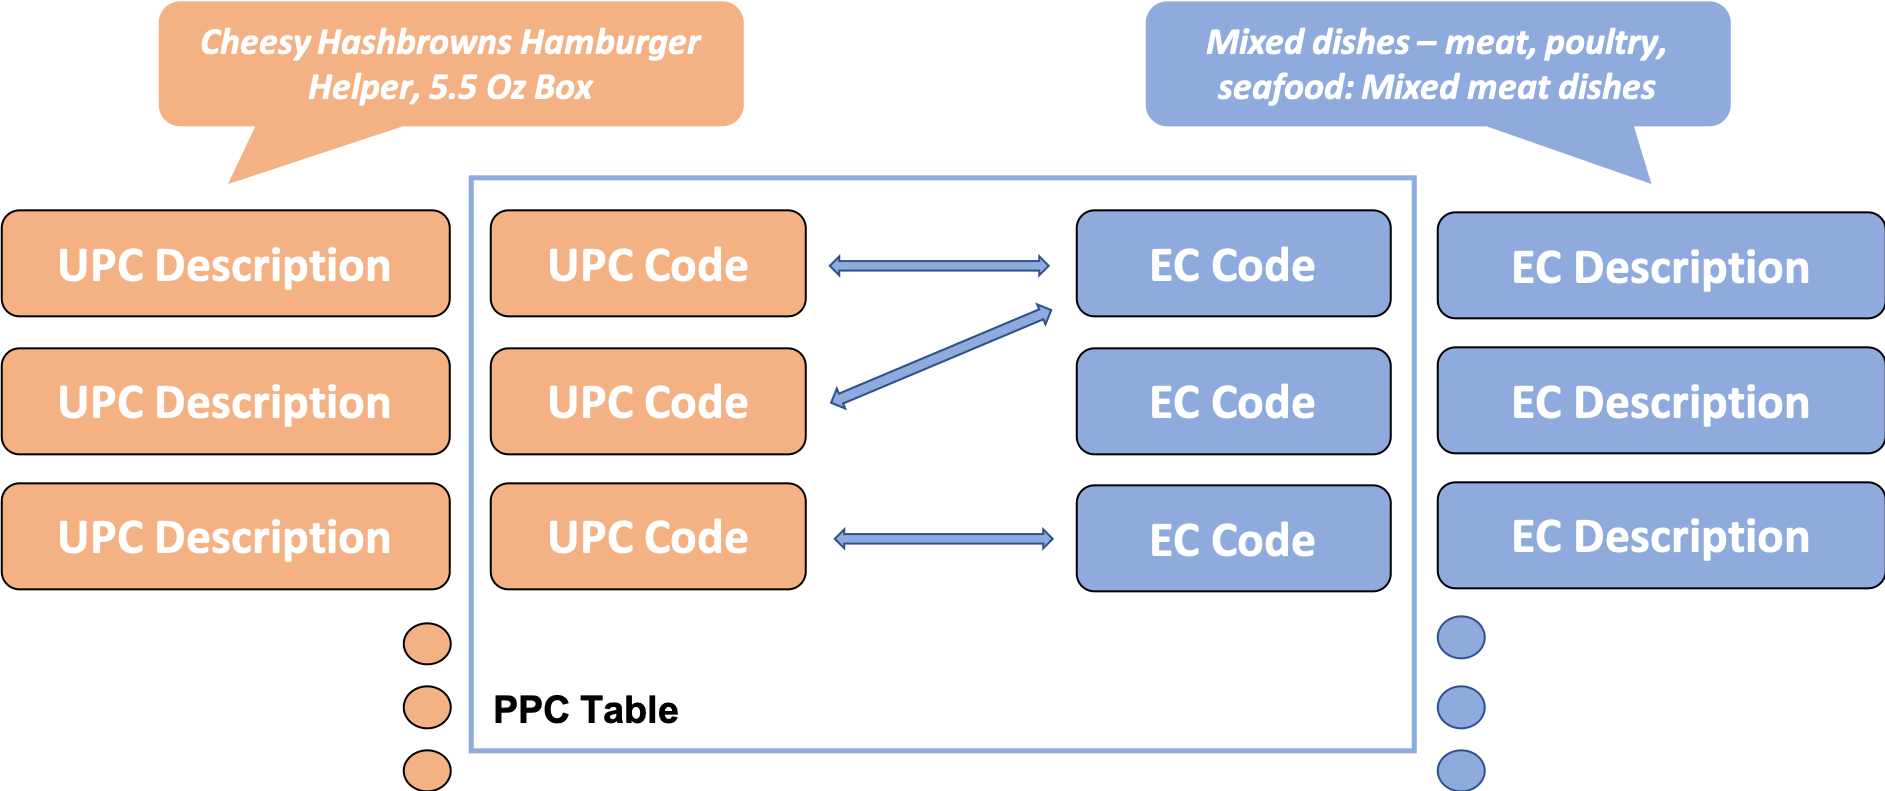 Cheesy Hashbrowns Hamburger
Helper, 5.5 Oz Box
Mixed dishes – meat, poultry,
seafood: Mixed meat dishes
UPC Description
UPC Code
EC Code
EC Description
UPC Description
UPC Code
EC Code
EC Description
UPC Description
UPC Code
EC Code
EC Description
PPC Table